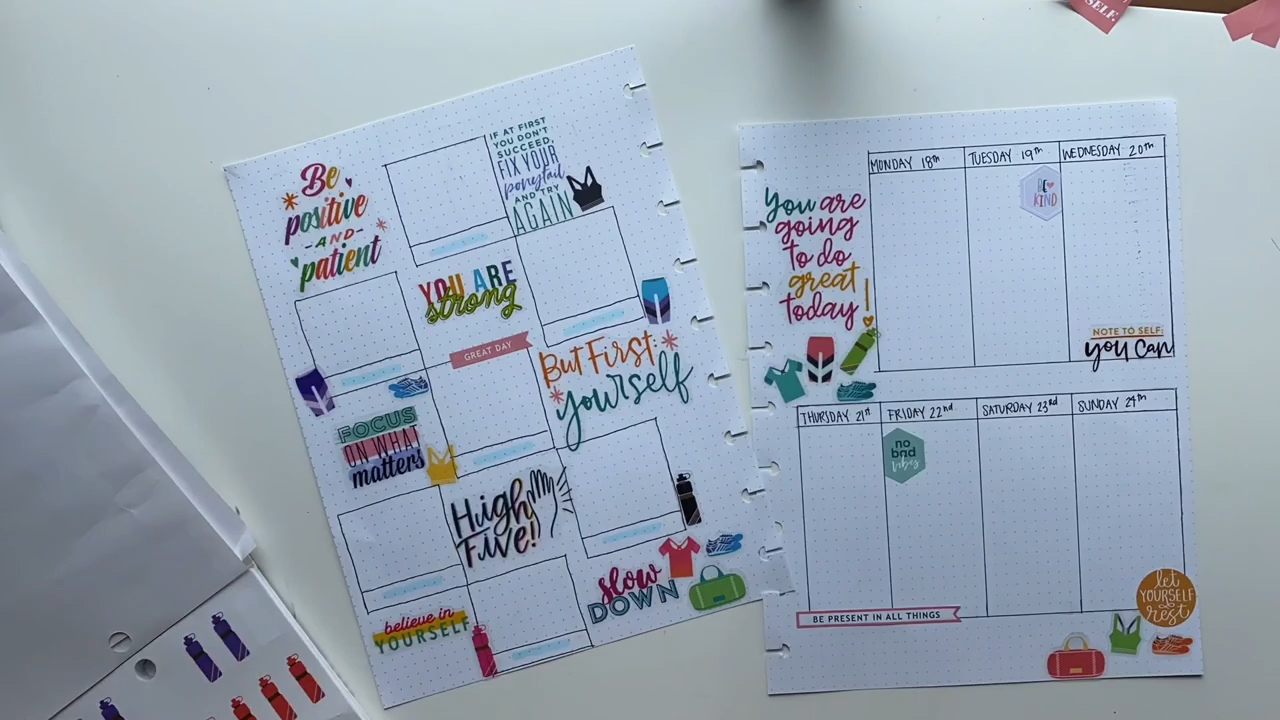 SELF.
Be
positive
-AND-
patient
IF AT FIRST
YOU DON'T
SUCCEED,
FIX YOUR
ponytail
AND TRY
AGAIN
YOU ARE
strong
GREAT DAY
BUT FIRST:
yourself
FOCUS
ON WHAT
matters
HIGH
FIVE!
SLOW
DOWN
believe in
YOURSELF
You are
going
to do
great
today!
MONDAY 18th
TUESDAY 19th
WEDNESDAY 20th
BE
KIND
NOTE TO SELF:
you can
THURSDAY 21st
FRIDAY 22nd
SATURDAY 23rd
SUNDAY 24th
no
bad
vibes
BE PRESENT IN ALL THINGS
let
YOURSELF
rest